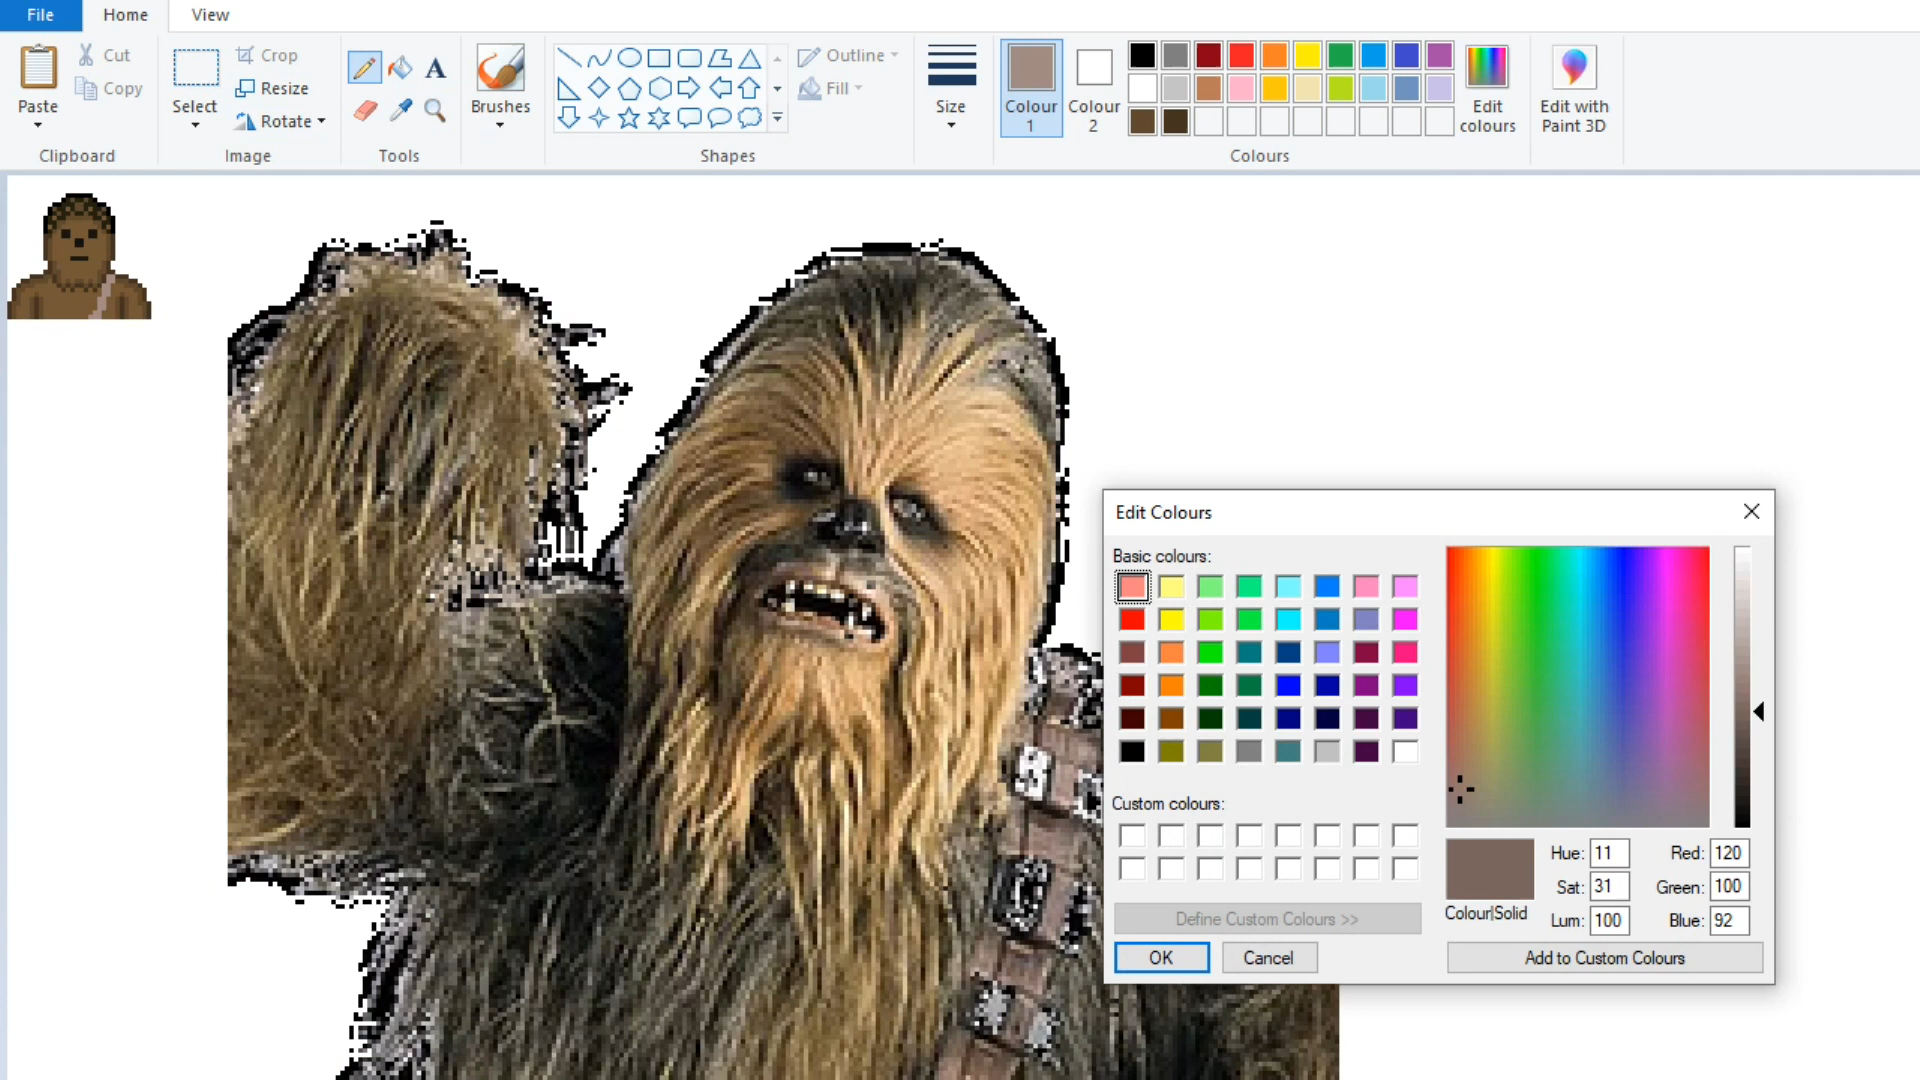 File Home View
Paste
Cut
Copy
Clipboard
Select
Crop
Resize
Rotate
Image
A
Tools
Brushes
Shapes
Outline
Fill
Size
Colour 1
Colour 2
Colours
Edit colours
Edit with Paint 3D
Edit Colours
Basic colours:
Custom colours:
Define Custom Colours >>
OK Cancel
Hue: 11 Red: 120
Sat: 31 Green: 100
Colour|Solid
Lum: 100 Blue: 92
Add to Custom Colours